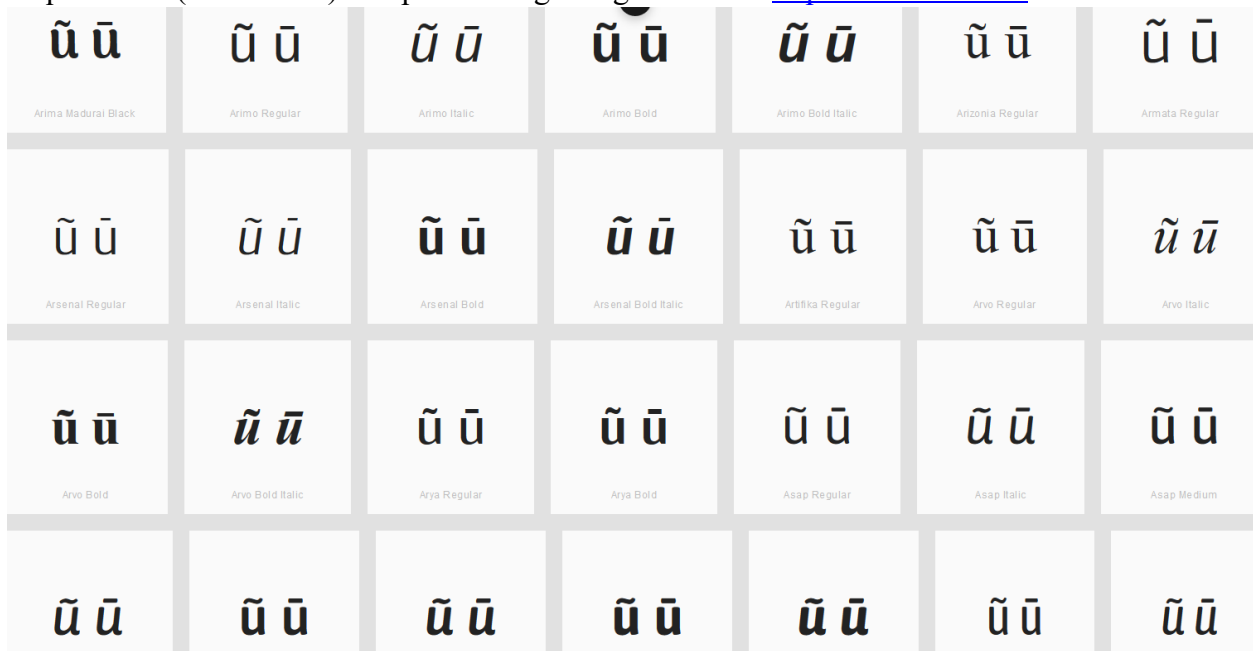 ũ ū ũ ū ũ ū ũ ū ũ ū ũ ū ũ ū
Arima Madurai Black Arimo Regular Arimo Italic Arimo Bold Arimo Bold Italic Arizonia Regular Armata Regular
ũ ū ũ ū ũ ū ũ ū ũ ū ũ ū ũ ū
Arsenal Regular Arsenal Italic Arsenal Bold Arsenal Bold Italic Artifika Regular Arvo Regular Arvo Italic
ũ ū ũ ū ũ ū ũ ū ũ ū ũ ū ũ ū
Arvo Bold Arvo Bold Italic Arya Regular Arya Bold Asap Regular Asap Italic Asap Medium
ũ ū ũ ū ũ ū ũ ū ũ ū ũ ū ũ ū